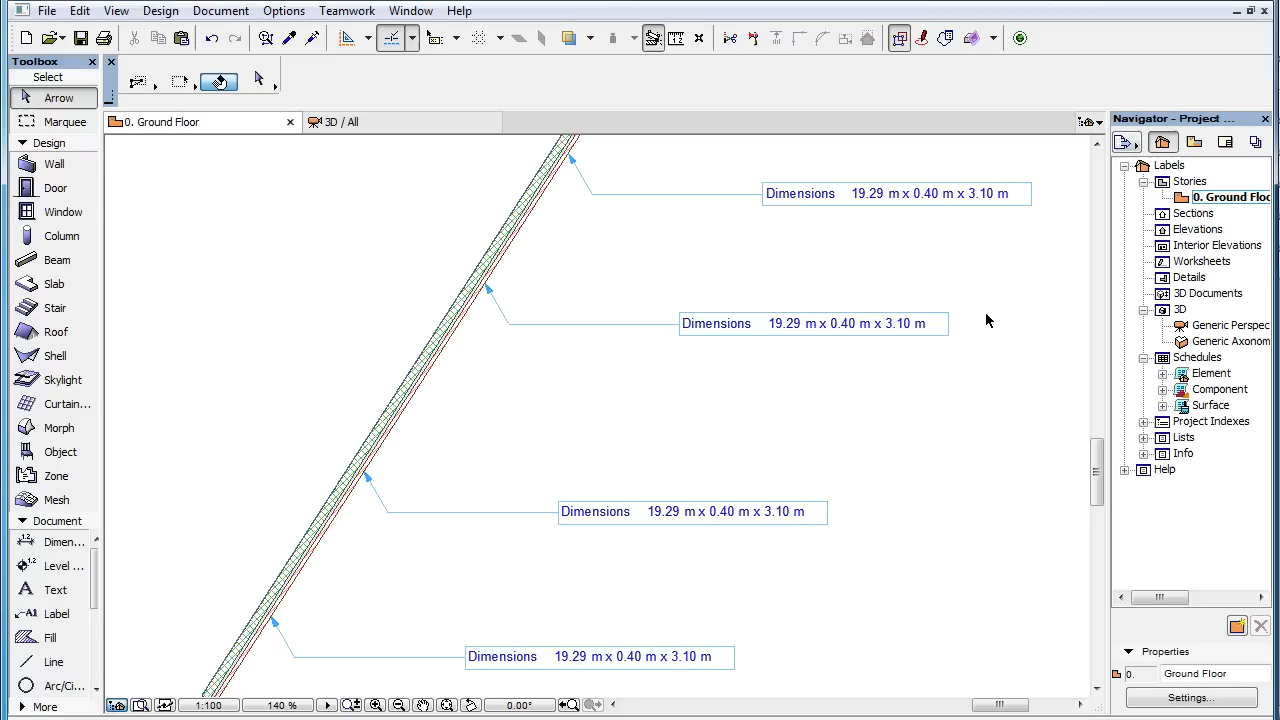 File Edit View Design Document Options Teamwork Window Help
Toolbox
Select
Arrow
Marquee
Design
Wall
Door
Window
Column
Beam
Slab
Stair
Roof
Shell
Skylight
Curtain...
Morph
Object
Zone
Mesh
Document
Dimen...
Level ...
Text
Label
Fill
Line
Arc/Ci...
More
0. Ground Floor
3D / All
Dimensions 19.29 m x 0.40 m x 3.10 m
Dimensions 19.29 m x 0.40 m x 3.10 m
Dimensions 19.29 m x 0.40 m x 3.10 m
Dimensions 19.29 m x 0.40 m x 3.10 m
1:100 140 % 0.00°
Navigator - Project ...
Labels
Stories
0. Ground Floo
Sections
Elevations
Interior Elevations
Worksheets
Details
3D Documents
3D
Generic Perspec
Generic Axonom
Schedules
Element
Component
Surface
Project Indexes
Lists
Info
Help
Properties
0. Ground Floor
Settings...